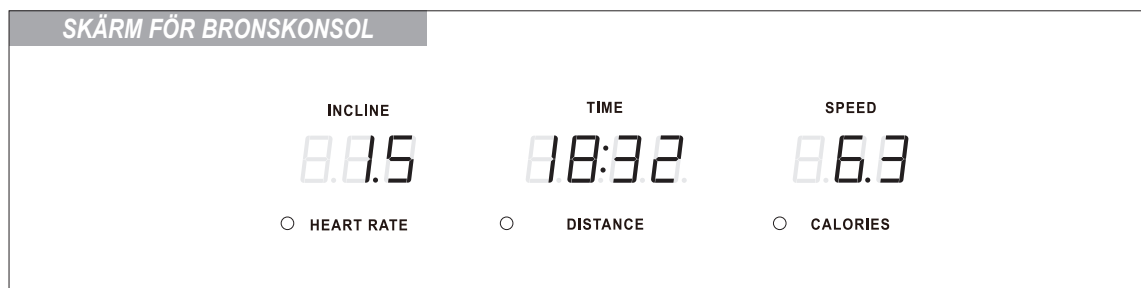 SKÄRM FÖR BRONSKONSOL
INCLINE TIME SPEED
1.5 18:32 6.3
HEART RATE DISTANCE CALORIES